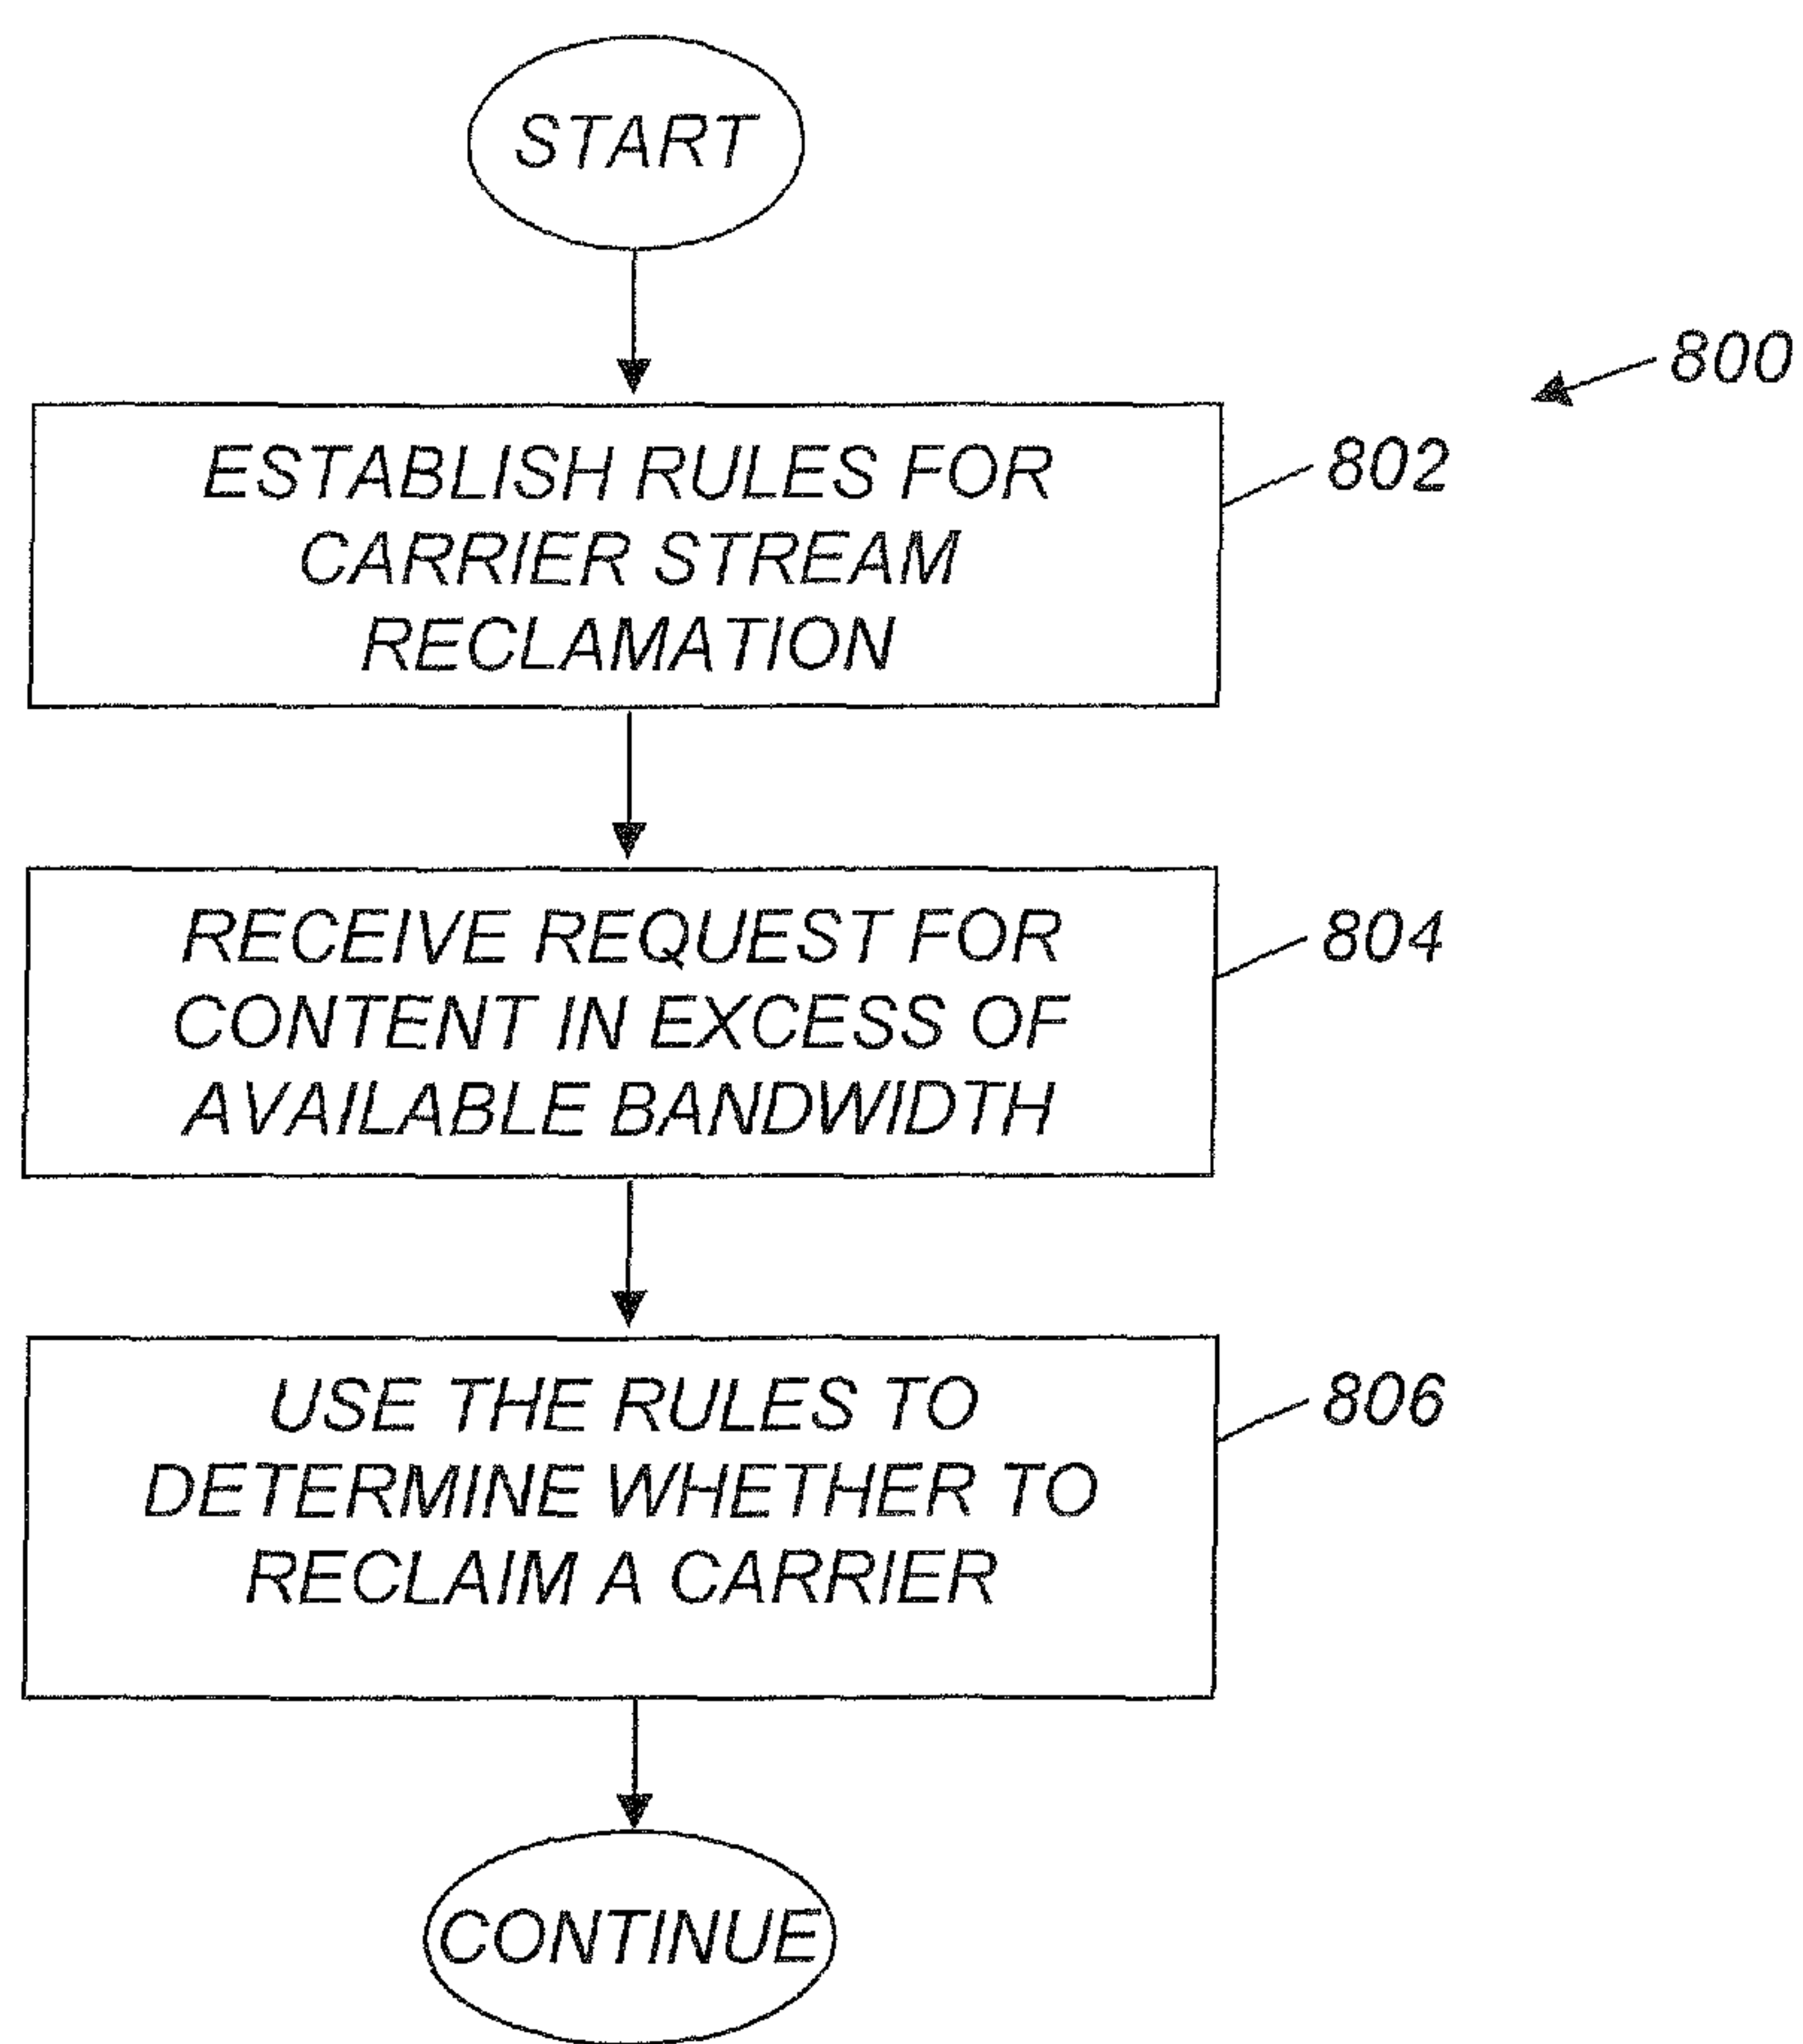 START
800
ESTABLISH RULES FOR
CARRIER STREAM
RECLAMATION
802
RECEIVE REQUEST FOR
CONTENT IN EXCESS OF
AVAILABLE BANDWIDTH
804
USE THE RULES TO
DETERMINE WHETHER TO
RECLAIM A CARRIER
806
CONTINUE